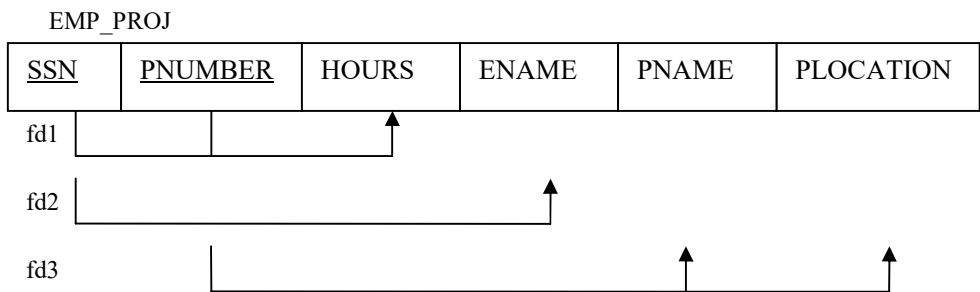 EMP_PROJ
SSN PNUMBER HOURS ENAME PNAME PLOCATION
fd1
fd2
fd3